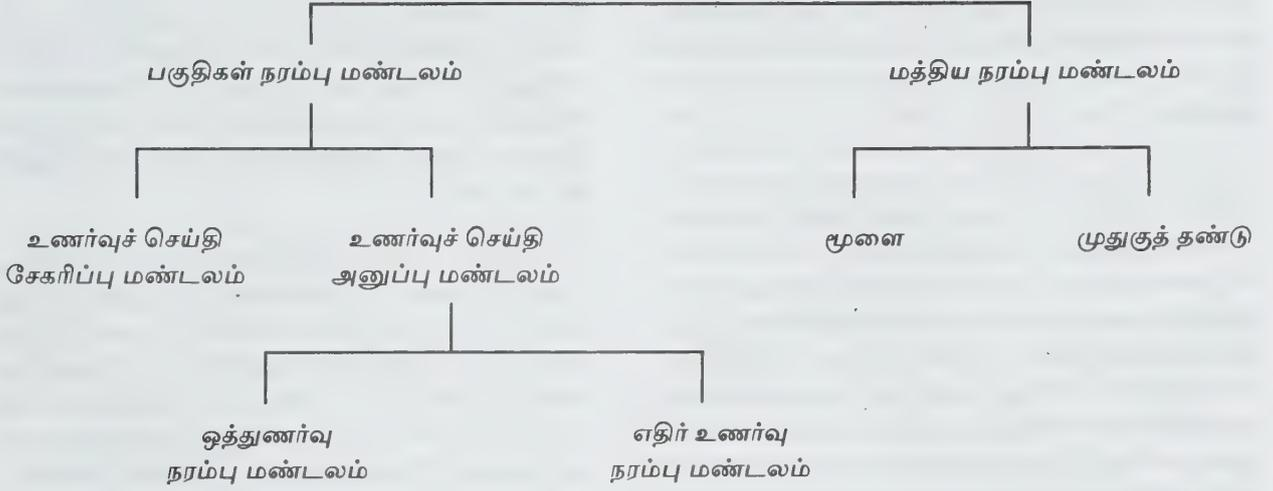 பகுதிகள் நரம்பு மண்டலம்
மத்திய நரம்பு மண்டலம்
உணர்வுச் செய்தி
சேகரிப்பு மண்டலம்
உணர்வுச் செய்தி
அனுப்பு மண்டலம்
மூளை
முதுகுத் தண்டு
ஒத்துணர்வு
நரம்பு மண்டலம்
எதிர் உணர்வு
நரம்பு மண்டலம்